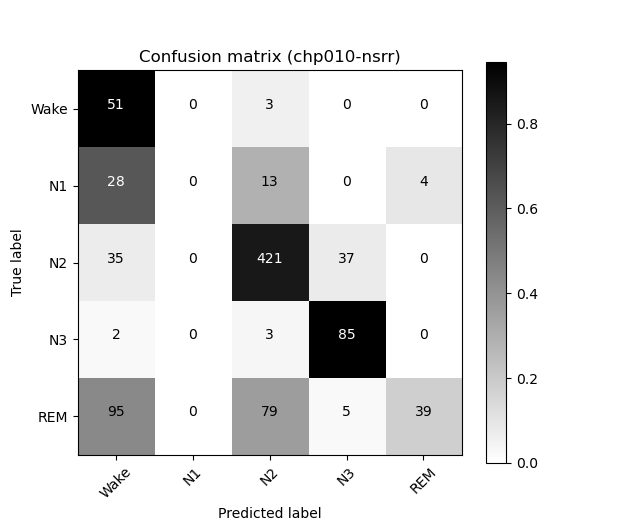 Confusion matrix (chp010-nsrr)
Wake 51 0 3 0 0
N1 28 0 13 0 4
N2 35 0 421 37 0
N3 2 0 3 85 0
REM 95 0 79 5 39
True label
Wake N1 N2 N3 REM
Predicted label
0.8
0.6
0.4
0.2
0.0